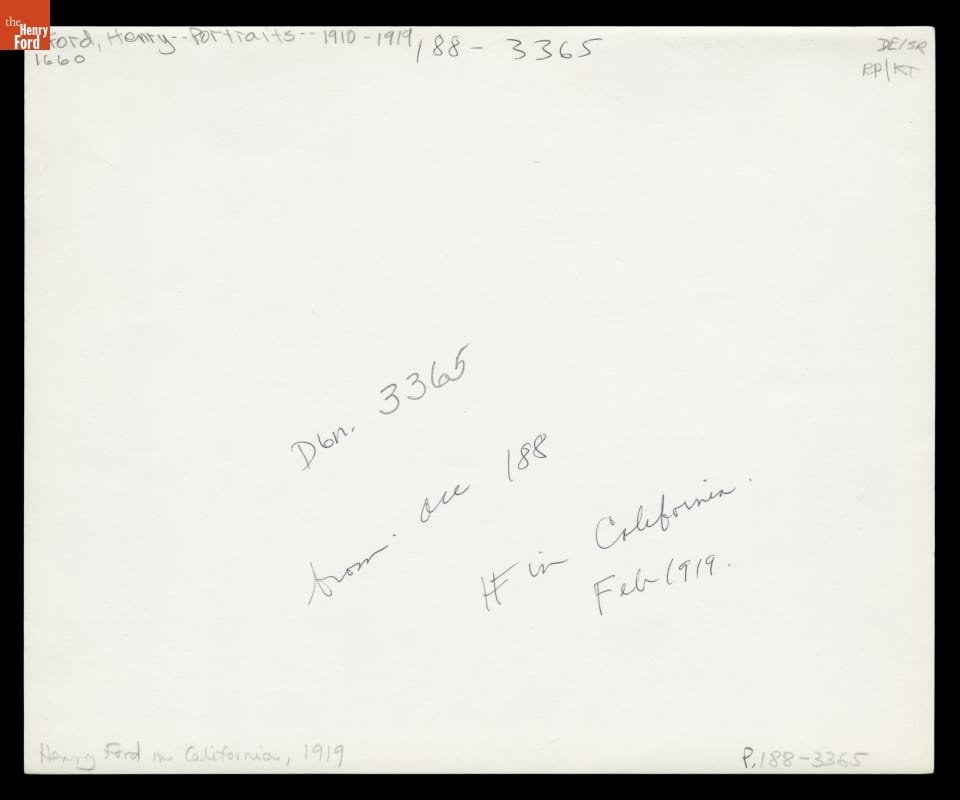 the
Henry
Ford
Ford, Henry--Portraits--1910-1919
188-3365
DE/SR
1660
RP/KT
Dbn. 3365
from acc 188
HF in California.
Feb 1919.
Henry Ford in California, 1919
P.188-3365